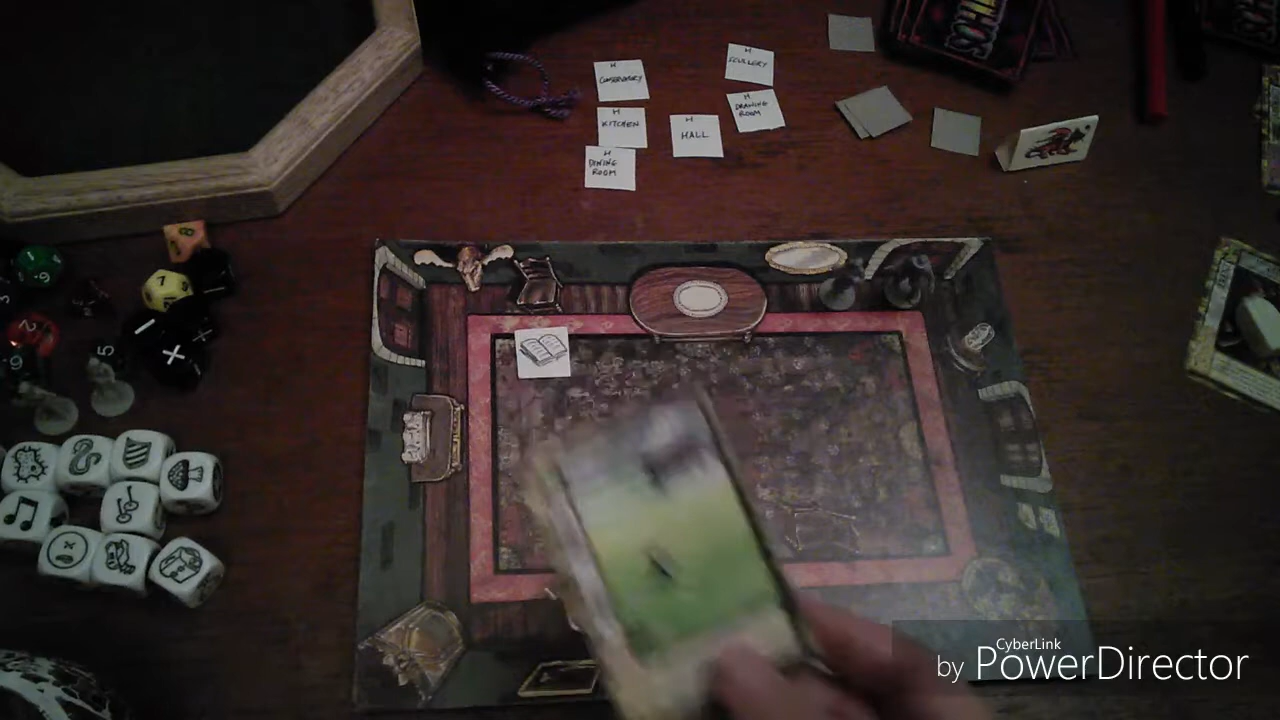 H
SCULLERY
H
CONSERVATORY
H
DRAWING
ROOM
H
KITCHEN
H
HALL
H
DINING
ROOM
CyberLink
by PowerDirector